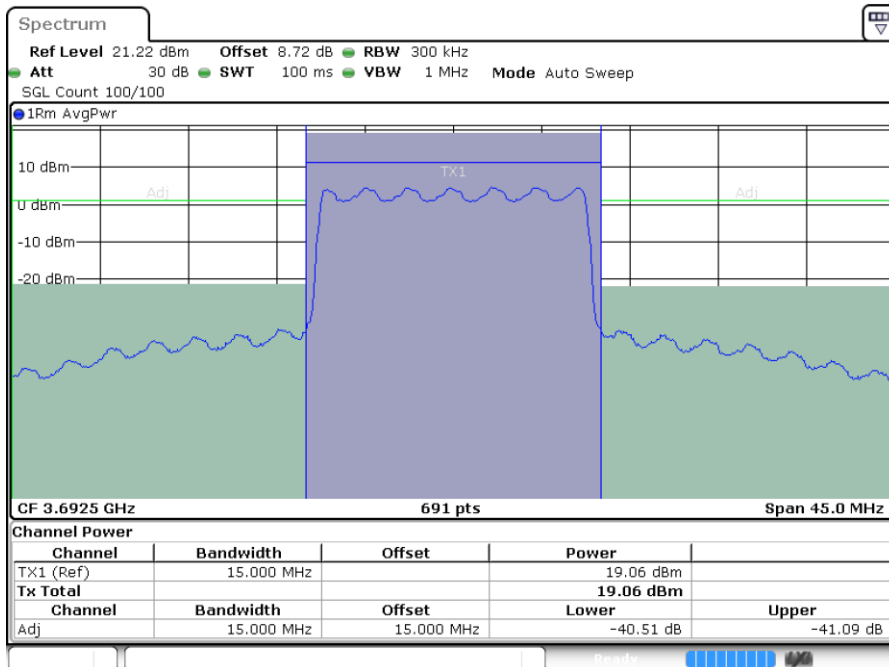 Spectrum
Ref Level 21.22 dBm Offset 8.72 dB RBW 300 kHz
Att 30 dB SWT 100 ms VBW 1 MHz Mode Auto Sweep
SGL Count 100/100
1Rm AvgPwr
10 dBm
TX1
Adj Adj
0 dBm
-10 dBm
-20 dBm
CF 3.6925 GHz 691 pts Span 45.0 MHz
Channel Power
Channel Bandwidth Offset Power
TX1 (Ref) 15.000 MHz 19.06 dBm
Tx Total 19.06 dBm
Channel Bandwidth Offset Lower Upper
Adj 15.000 MHz 15.000 MHz -40.51 dB -41.09 dB
Ready